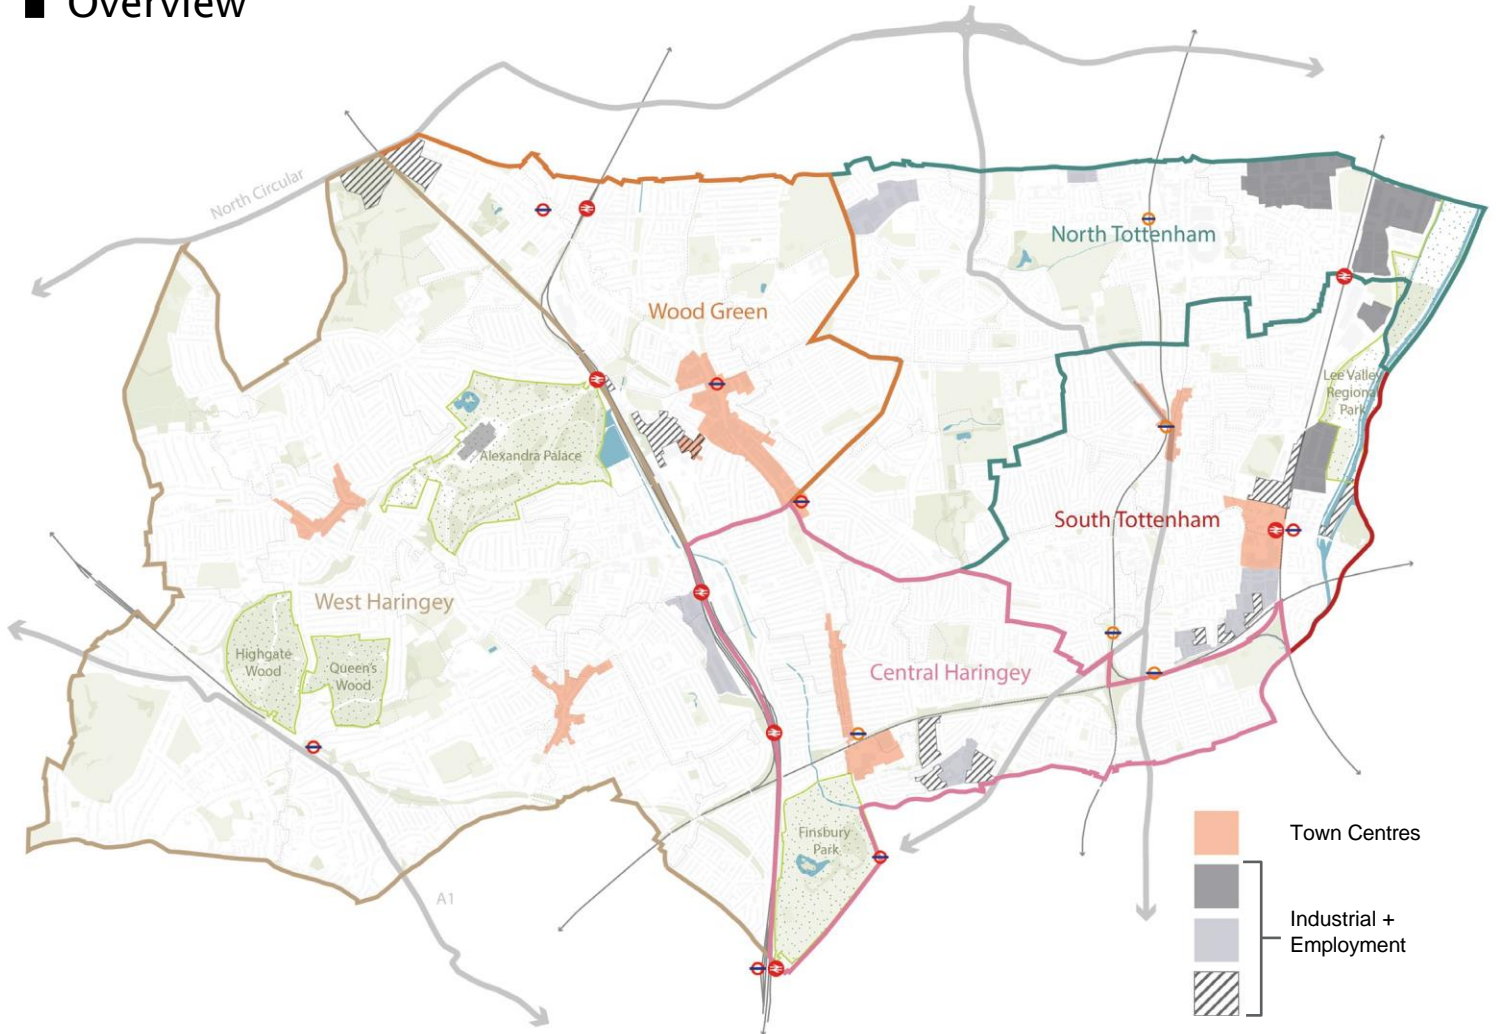 Overview
North Circular
North Tottenham
Wood Green
Lee Valley
Regional
Park
Alexandra Palace
South Tottenham
West Haringey
Highgate
Wood
Queen's
Wood
Central Haringey
Finsbury
Park
A1
Town Centres
Industrial +
Employment